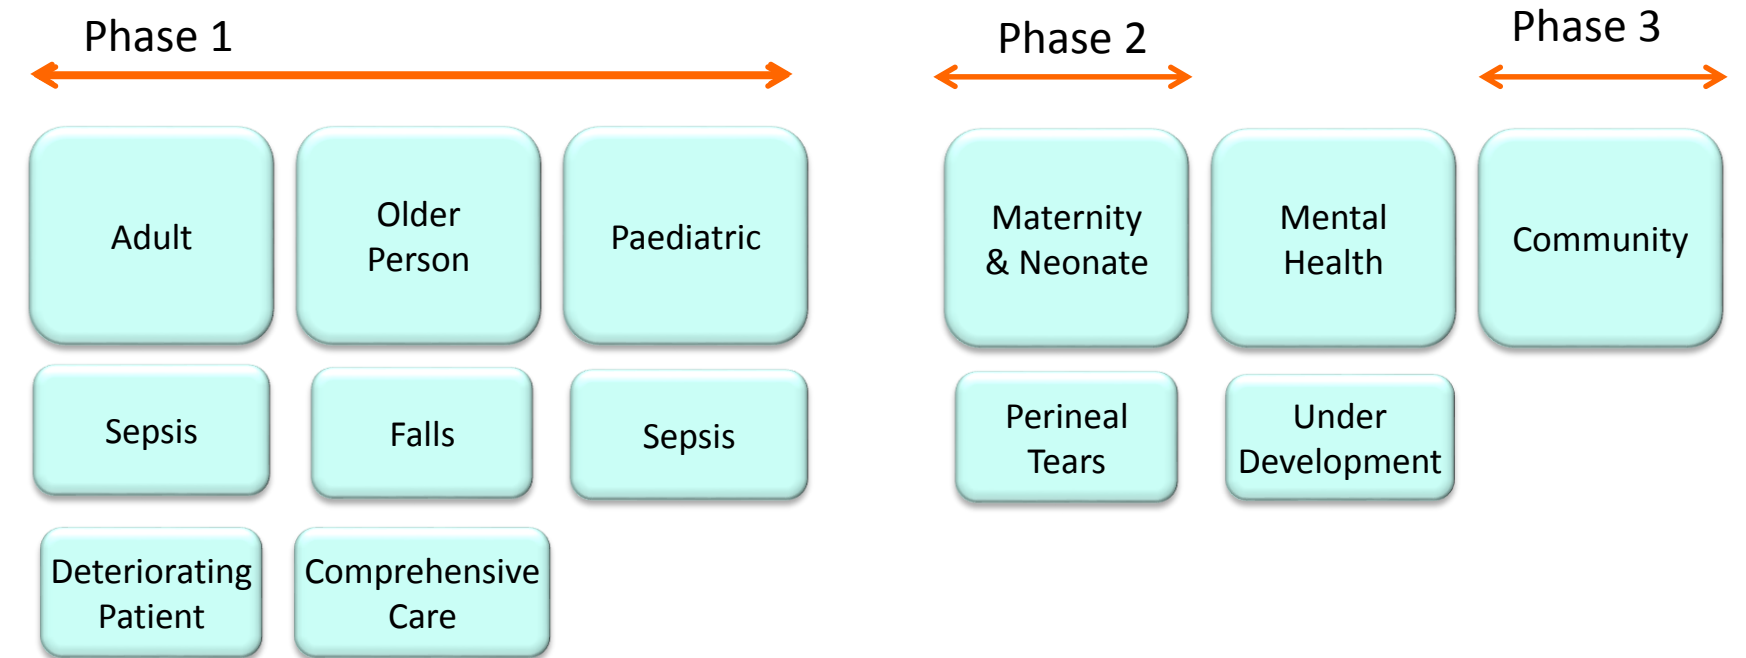 Phase 1
Phase 2
Phase 3
Adult
Older
Person
Paediatric
Maternity
& Neonate
Mental
Health
Community
Sepsis
Falls
Sepsis
Perineal
Tears
Under
Development
Deteriorating
Patient
Comprehensive
Care